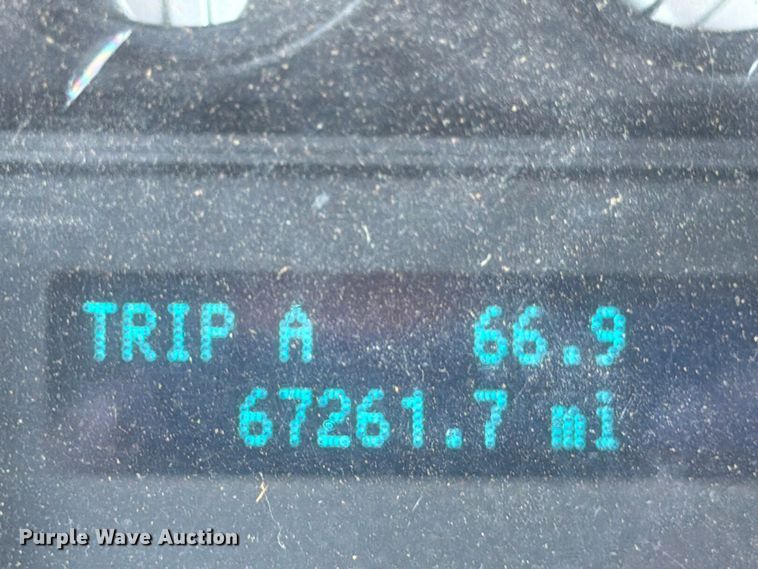 TRIP A 66.9
67261.7 mi
Purple Wave Auction